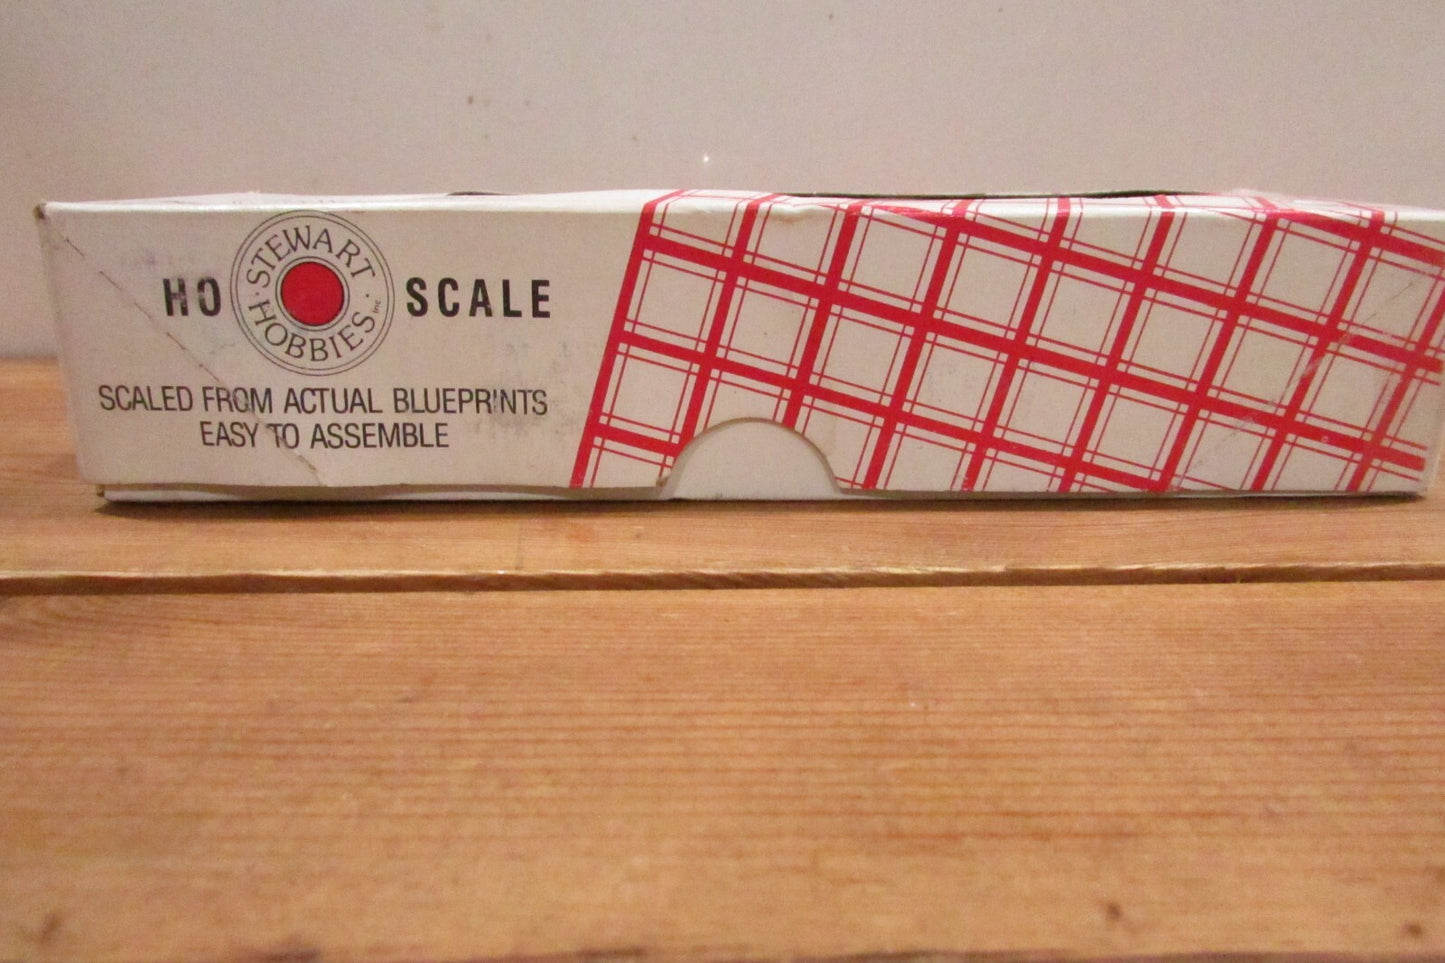 HO SCALE
STEWART HOBBIES Inc.
SCALED FROM ACTUAL BLUEPRINTS
EASY TO ASSEMBLE